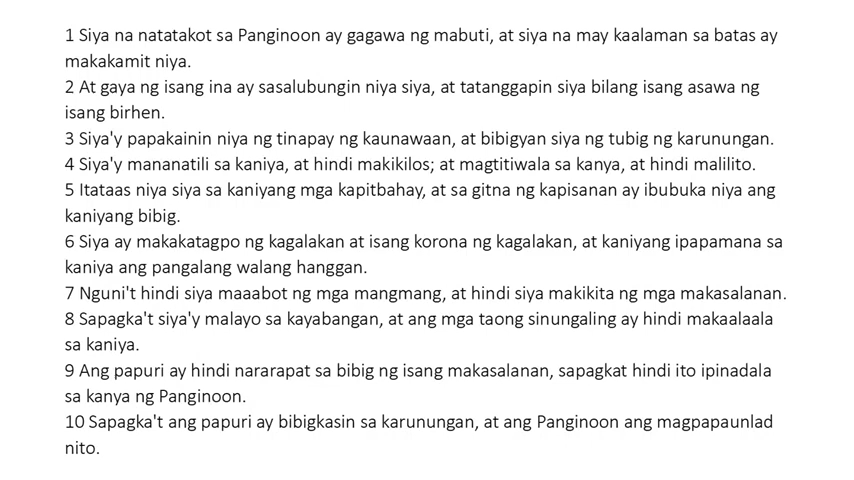 1 Siya na natatakot sa Panginoon ay gagawa ng mabuti, at siya na may kaalaman sa batas ay
makakamit niya.
2 At gaya ng isang ina ay sasalubungin niya siya, at tatanggapin siya bilang isang asawa ng
isang birhen.
3 Siya'y papakainin niya ng tinapay ng kaunawaan, at bibigyan siya ng tubig ng karunungan.
4 Siya'y mananatili sa kaniya, at hindi makikilos; at magtitiwala sa kanya, at hindi malilito.
5 Itataas niya siya sa kaniyang mga kapitbahay, at sa gitna ng kapisanan ay ibubuka niya ang
kaniyang bibig.
6 Siya ay makakatagpo ng kagalakan at isang korona ng kagalakan, at kaniyang ipapamana sa
kaniya ang pangalang walang hanggan.
7 Nguni't hindi siya maaabot ng mga mangmang, at hindi siya makikita ng mga makasalanan.
8 Sapagka't siya'y malayo sa kayabangan, at ang mga taong sinungaling ay hindi makaalaala
sa kaniya.
9 Ang papuri ay hindi nararapat sa bibig ng isang makasalanan, sapagkat hindi ito ipinadala
sa kanya ng Panginoon.
10 Sapagka't ang papuri ay bibigkasin sa karunungan, at ang Panginoon ang magpapaunlad
nito.